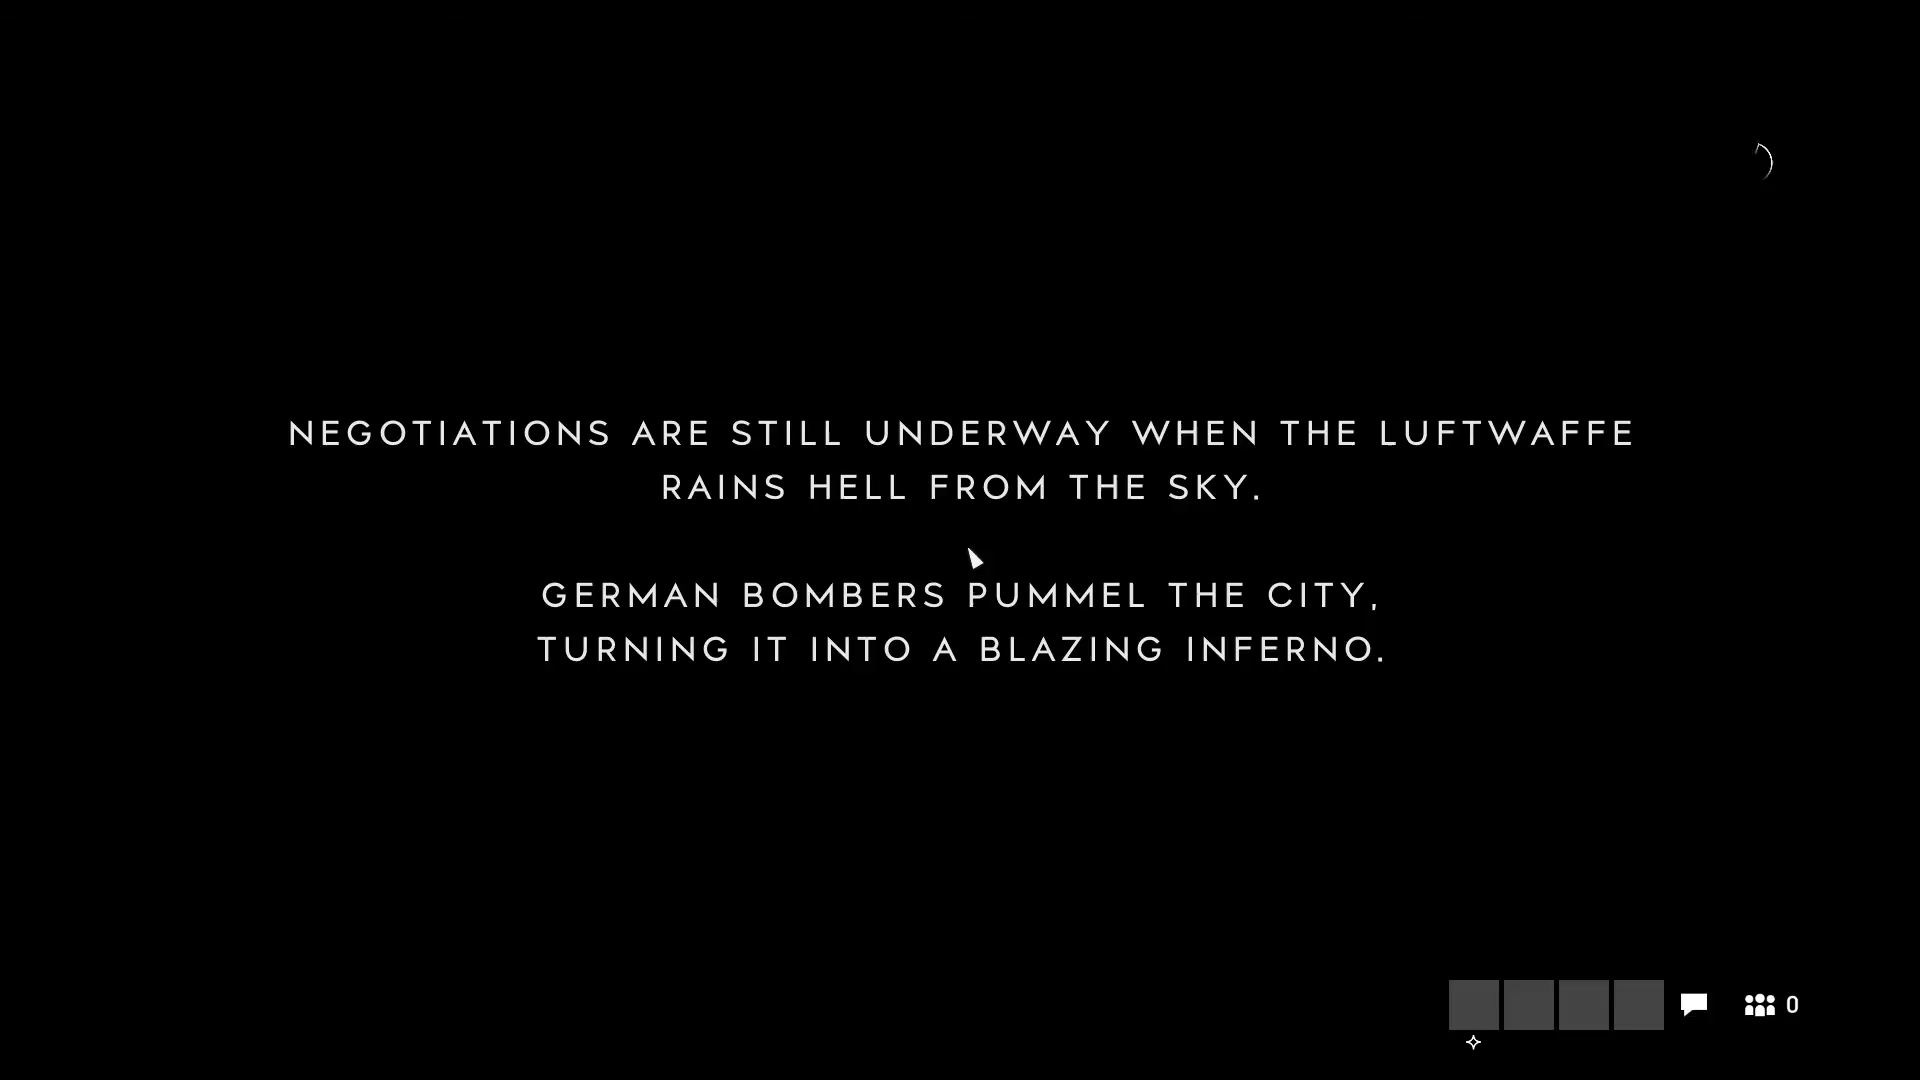 NEGOTIATIONS ARE STILL UNDERWAY WHEN THE LUFTWAFFE
RAINS HELL FROM THE SKY.
GERMAN BOMBERS PUMMEL THE CITY,
TURNING IT INTO A BLAZING INFERNO.
0